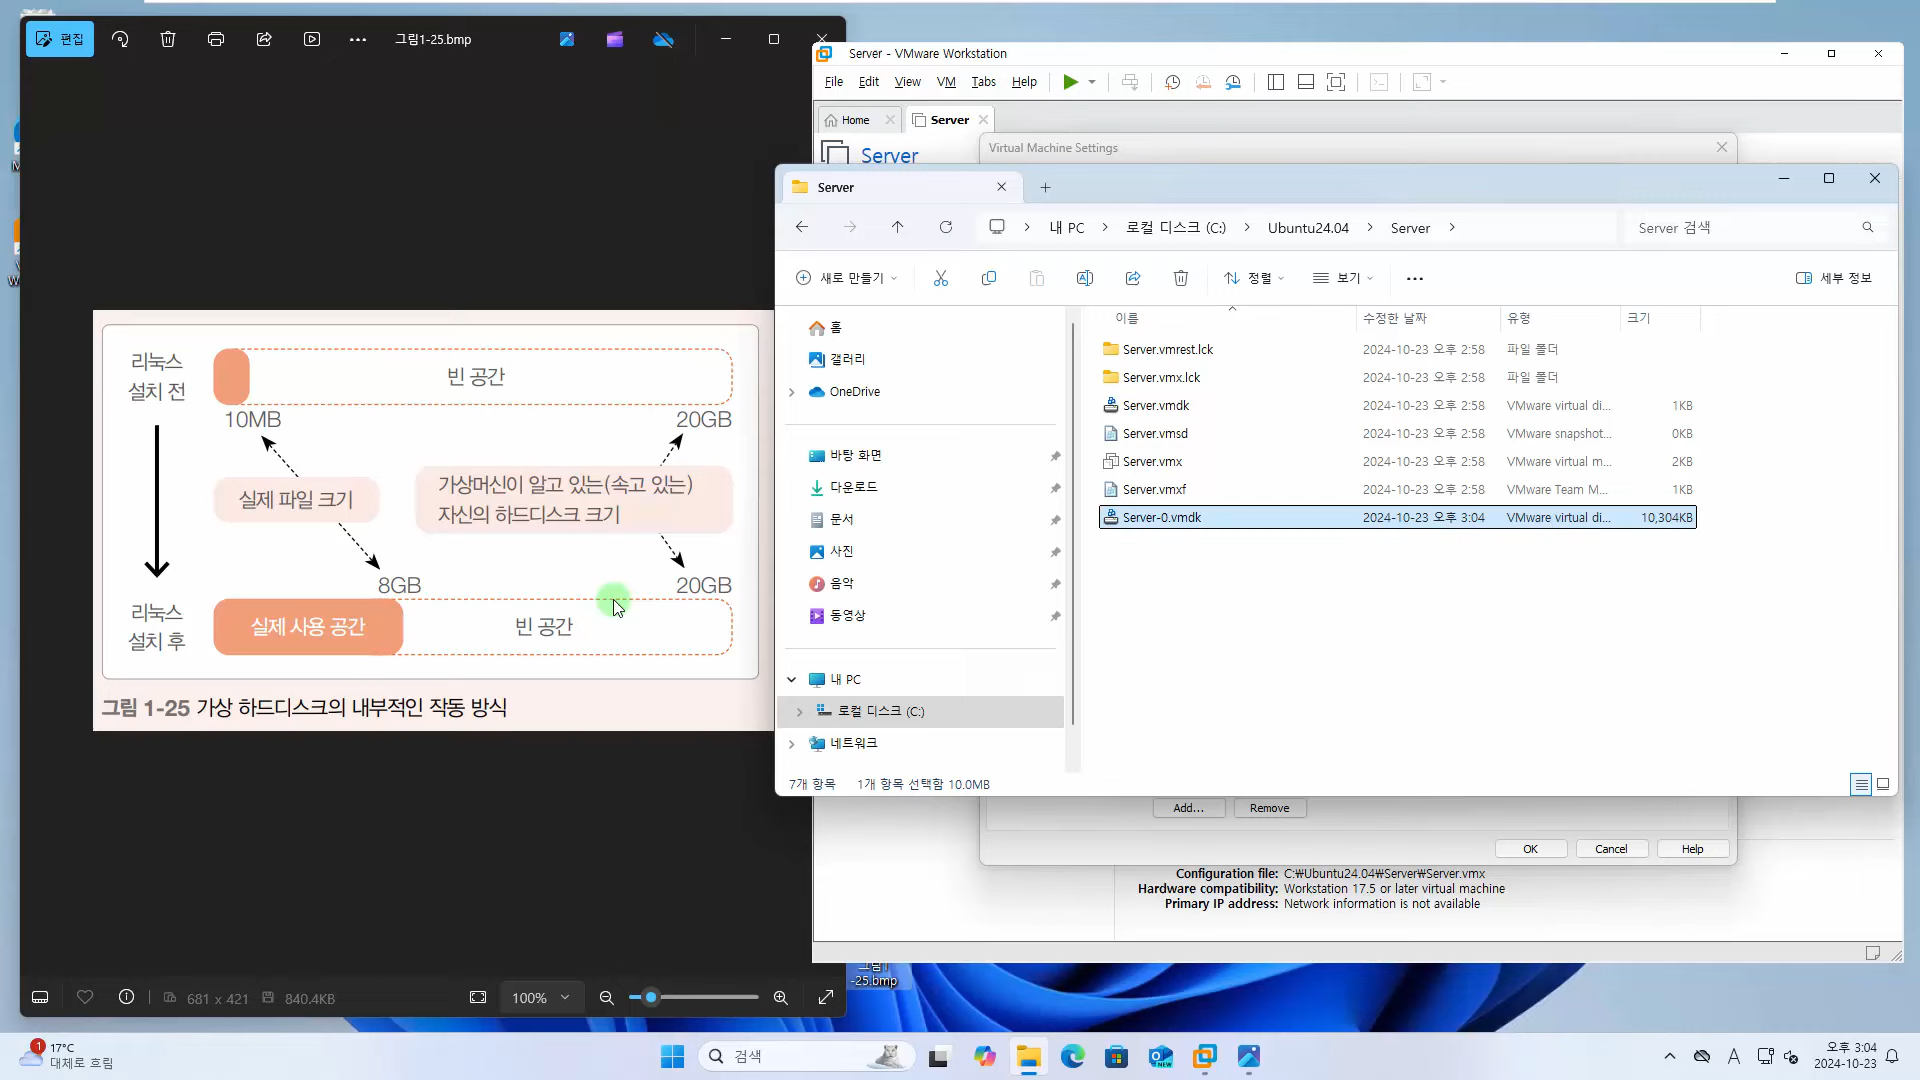 편집
그림1-25.bmp
리눅스
설치 전
빈 공간
10MB
20GB
실제 파일 크기
가상머신이 알고 있는(속고 있는)
자신의 하드디스크 크기
8GB
20GB
리눅스
설치 후
실제 사용 공간
빈 공간
그림 1-25 가상 하드디스크의 내부적인 작동 방식
681 x 421
840.4KB
100%
Server - VMware Workstation
File Edit View VM Tabs Help
Home
Server
Server
Virtual Machine Settings
Server
내 PC
로컬 디스크 (C:)
Ubuntu24.04
Server
Server 검색
새로 만들기
정렬
보기
세부 정보
홈
갤러리
OneDrive
바탕 화면
다운로드
문서
사진
음악
동영상
내 PC
로컬 디스크 (C:)
네트워크
이름 수정한 날짜 유형 크기
Server.vmrest.lck 2024-10-23 오후 2:58 파일 폴더
Server.vmx.lck 2024-10-23 오후 2:58 파일 폴더
Server.vmdk 2024-10-23 오후 2:58 VMware virtual di... 1KB
Server.vmsd 2024-10-23 오후 2:58 VMware snapshot... 0KB
Server.vmx 2024-10-23 오후 2:58 VMware virtual m... 2KB
Server.vmxf 2024-10-23 오후 2:58 VMware Team M... 1KB
Server-0.vmdk 2024-10-23 오후 3:04 VMware virtual di... 10,304KB
7개 항목 1개 항목 선택함 10.0MB
Add... Remove
OK Cancel Help
Configuration file: C:₩Ubuntu24.04₩Server₩Server.vmx
Hardware compatibility: Workstation 17.5 or later virtual machine
Primary IP address: Network information is not available
그림1
-25.bmp
1
17°C
대체로 흐림
검색
NEW
A
오후 3:04
2024-10-23